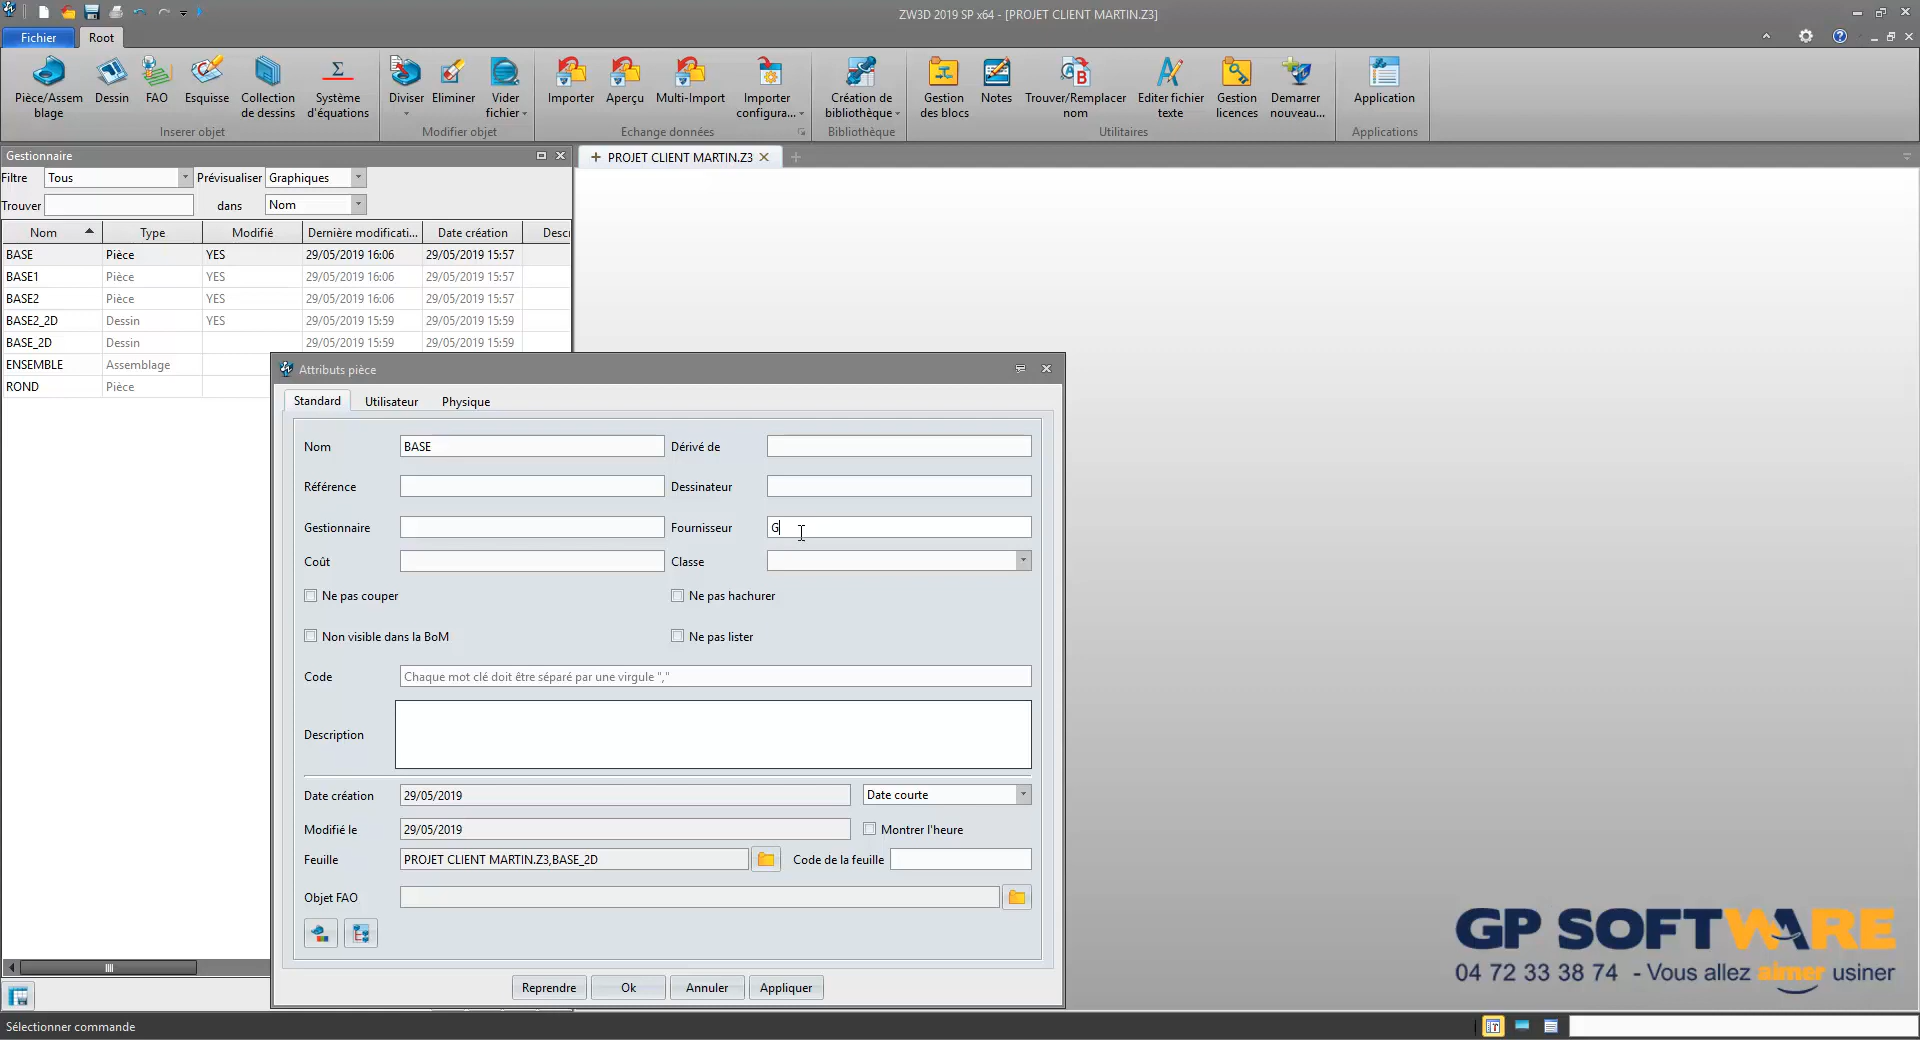 ZW3D 2019 SP x64 - [PROJET CLIENT MARTIN.Z3]
Fichier Root
Pièce/Assem blage
Dessin
FAO
Esquisse
Collection de dessins
Système d'équations
Diviser
Eliminer
Vider fichier
Importer
Aperçu
Multi-Import
Importer configura...
Création de bibliothèque
Gestion des blocs
Notes
Trouver/Remplacer nom
Editer fichier texte
Gestion licences
Demarrer nouveau...
Application
Inserer objet
Modifier objet
Echange données
Bibliothèque
Utilitaires
Applications
Gestionnaire
PROJET CLIENT MARTIN.Z3
Filtre Tous Prévisualiser Graphiques
Trouver dans Nom
Nom Type Modifié Dernière modificati... Date création Descr
BASE Pièce YES 29/05/2019 16:06 29/05/2019 15:57
BASE1 Pièce YES 29/05/2019 16:06 29/05/2019 15:57
BASE2 Pièce YES 29/05/2019 16:06 29/05/2019 15:57
BASE2_2D Dessin YES 29/05/2019 15:59 29/05/2019 15:59
BASE_2D Dessin 29/05/2019 15:59 29/05/2019 15:59
ENSEMBLE Assemblage
ROND Pièce
Attributs pièce
Standard Utilisateur Physique
Nom BASE Dérivé de
Référence Dessinateur
Gestionnaire Fournisseur G
Coût Classe
Ne pas couper Ne pas hachurer
Non visible dans la BoM Ne pas lister
Code Chaque mot clé doit être séparé par une virgule ","
Description
Date création 29/05/2019 Date courte
Modifié le 29/05/2019 Montrer l'heure
Feuille PROJET CLIENT MARTIN.Z3,BASE_2D Code de la feuille
Objet FAO
Reprendre Ok Annuler Appliquer
GP SOFTWARE
04 72 33 38 74 - Vous allez aimer usiner
Sélectionner commande